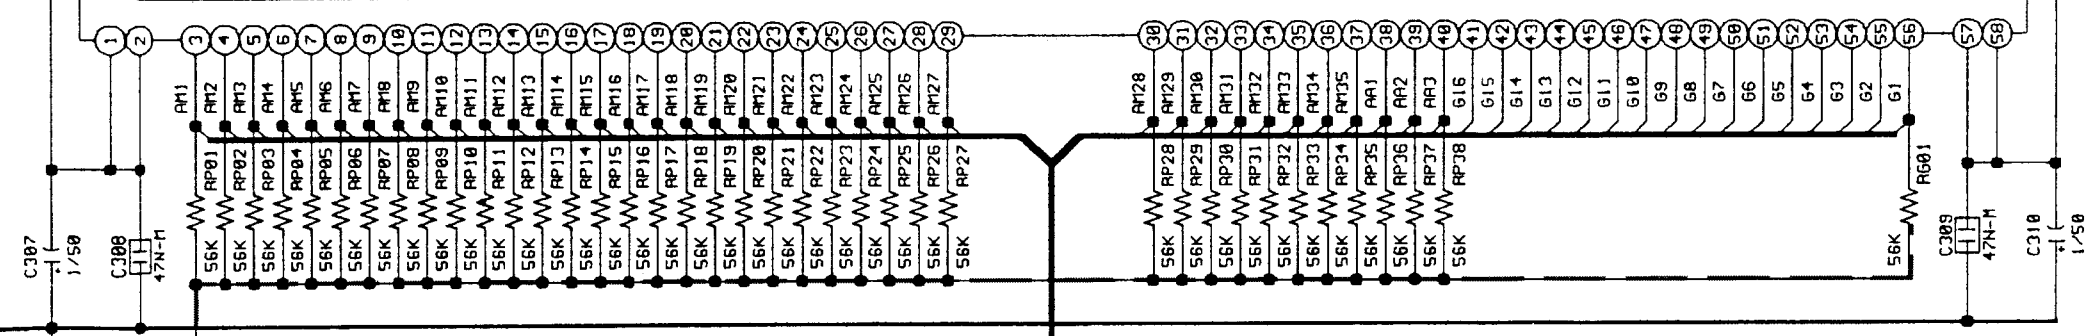 1 2 3 4 5 6 7 8 9 10 11 12 13 14 15 16 17 18 19 20 21 22 23 24 25 26 27 28 29 30 31 32 33 34 35 36 37 38 39 40 41 42 43 44 45 46 47 48 49 50 51 52 53 54 55 56 57 58
AM1 AM2 AM3 AM4 AM5 AM6 AM7 AM8 AM9 AM10 AM11 AM12 AM13 AM14 AM15 AM16 AM17 AM18 AM19 AM20 AM21 AM22 AM23 AM24 AM25 AM26 AM27 AM28 AM29 AM30 AM31 AM32 AM33 AM34 AM35 AA1 AA2 AA3 G16 G15 G14 G13 G12 G11 G10 G9 G8 G7 G6 G5 G4 G3 G2 G1
RP01 RP02 RP03 RP04 RP05 RP06 RP07 RP08 RP09 RP10 RP11 RP12 RP13 RP14 RP15 RP16 RP17 RP18 RP19 RP20 RP21 RP22 RP23 RP24 RP25 RP26 RP27 RP28 RP29 RP30 RP31 RP32 RP33 RP34 RP35 RP36 RP37 RP38 RG01
C307 1/50 C308 47N-M 56K 56K 56K 56K 56K 56K 56K 56K 56K 56K 56K 56K 56K 56K 56K 56K 56K 56K 56K 56K 56K 56K 56K 56K 56K 56K 56K 56K 56K 56K 56K 56K 56K 56K 56K 56K 56K 56K 56K C309 47N-M C310 1/50